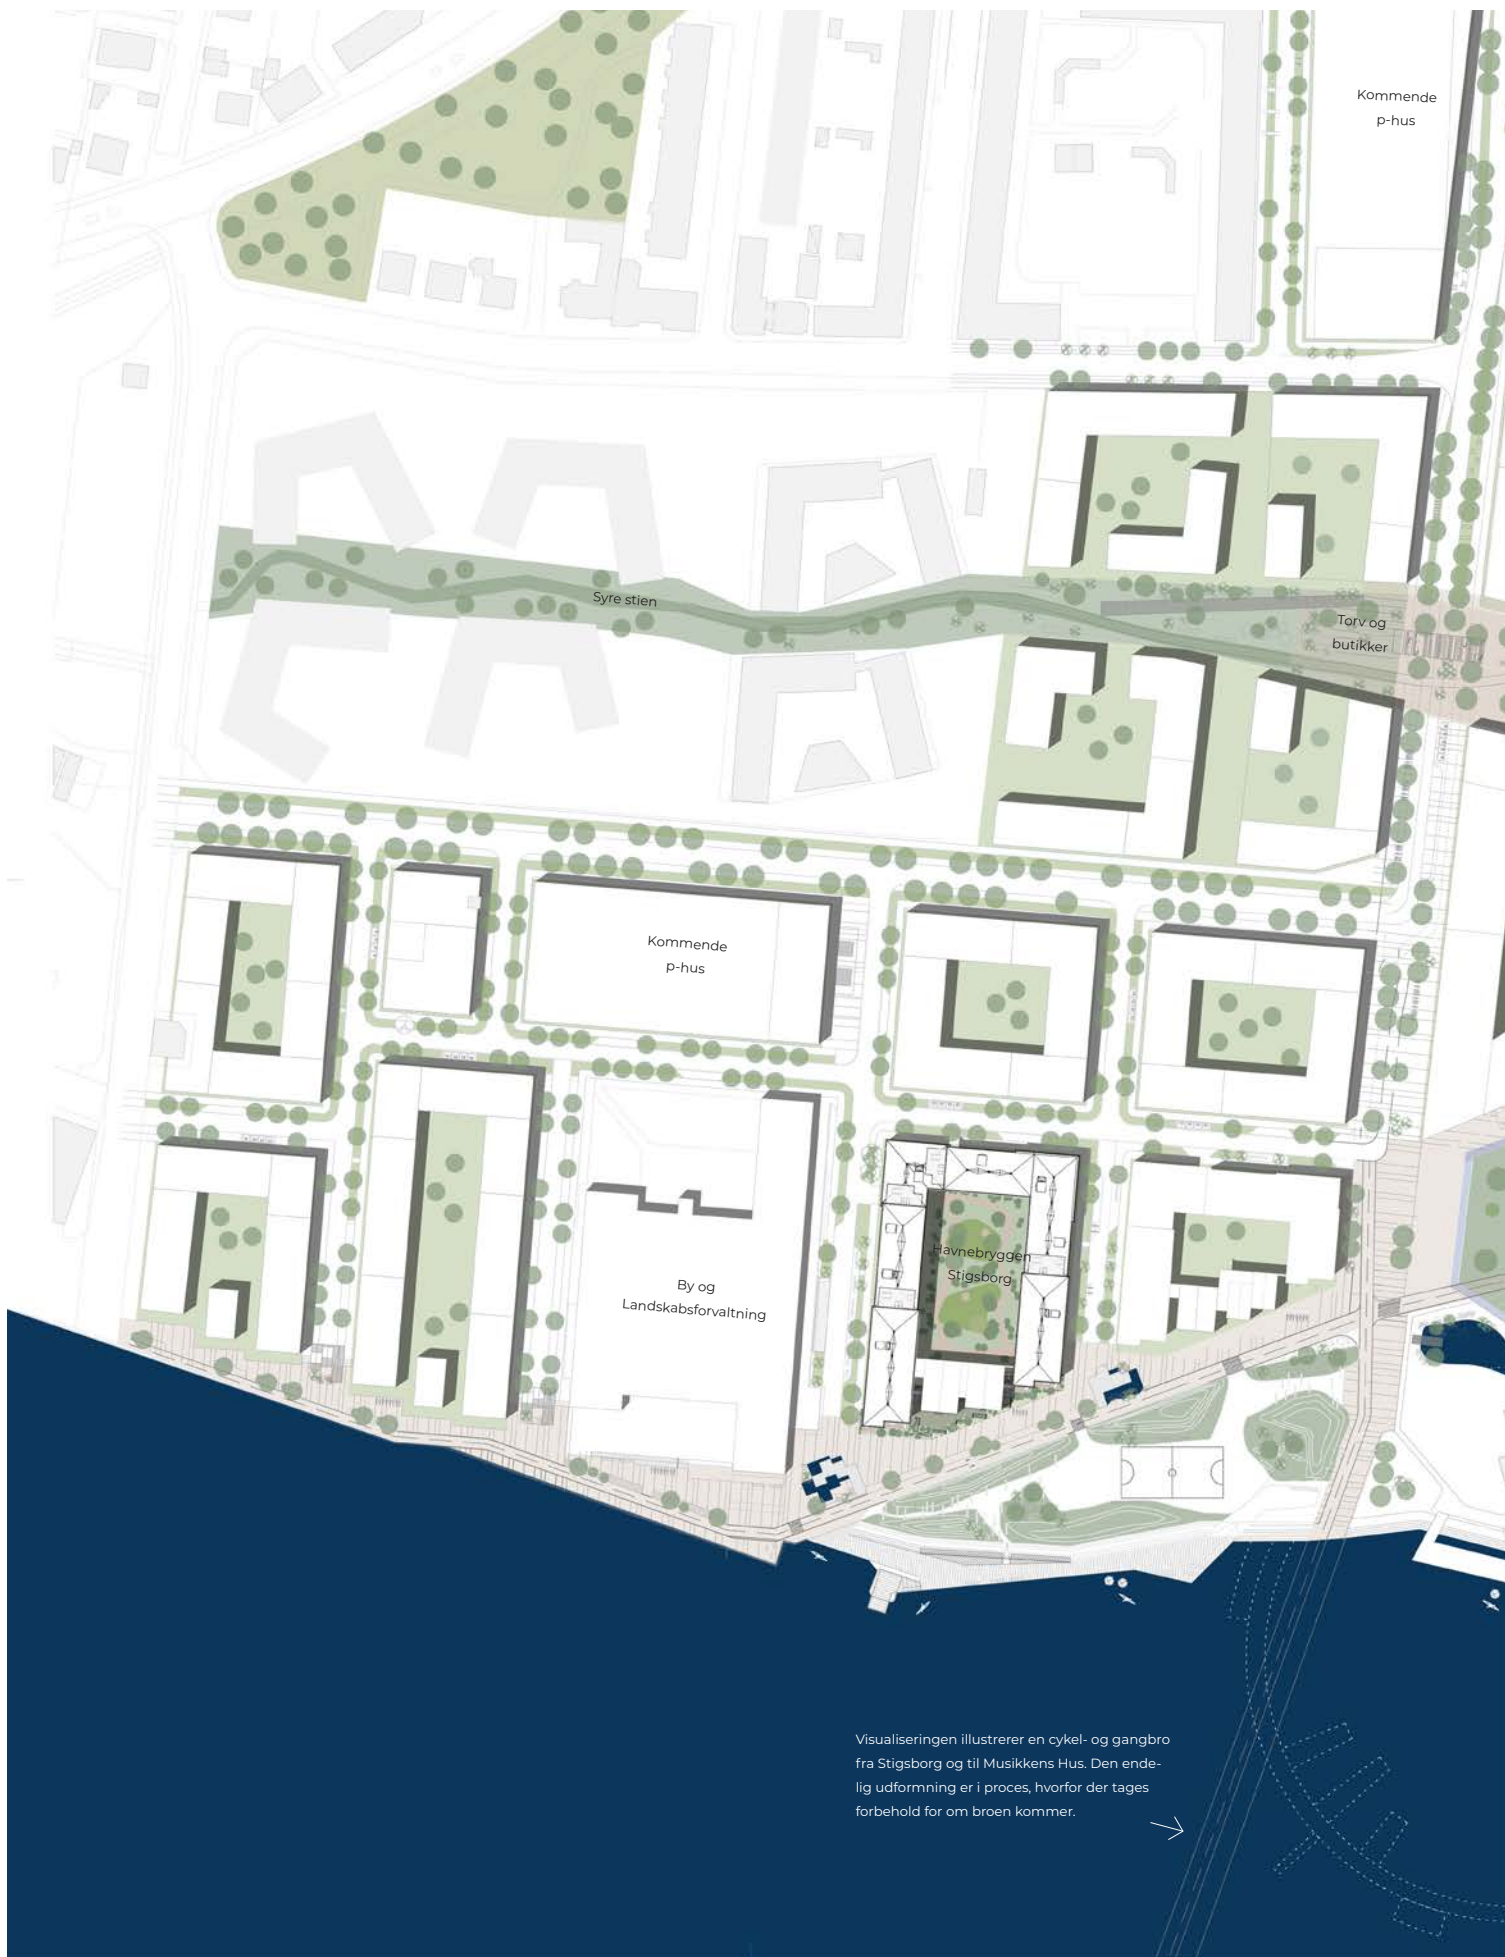 Kommende
p-hus
Syre stien
Torv og
butikker
Kommende
p-hus
Havnebryggen
Stigsborg
By og
Landskabsforvaltning
Visualiseringen illustrerer en cykel- og gangbro
fra Stigsborg og til Musikkens Hus. Den ende-
lig udformning er i proces, hvorfor der tages
forbehold for om broen kommer.